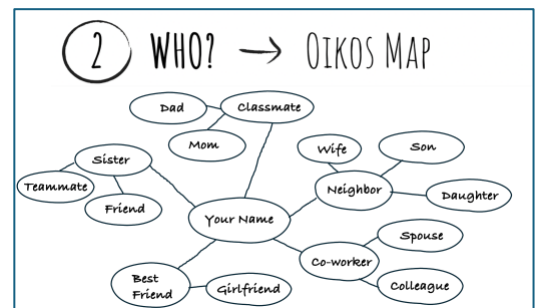 2 WHO? → OIKOS MAP
Dad
Classmate
Mom
Sister
Teammate
Friend
Wife
Son
Neighbor
Daughter
Your Name
Spouse
Co-worker
Colleague
Best
Friend
Girlfriend